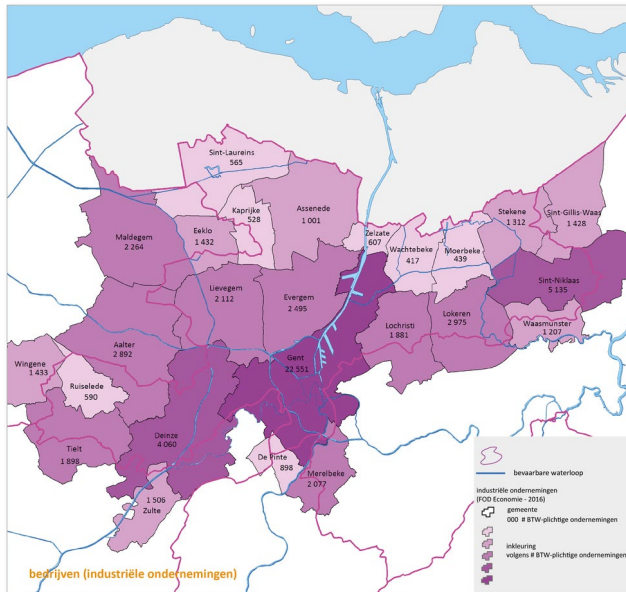 Sint-Laureins
565
Kaprijke
528
Assenede
1 001
Maldegem
2 264
Eeklo
1 432
Zelzate
607
Wachtebeke
417
Moerbeke
439
Stekene
1 312
Sint-Gillis-Waas
1 428
Lievegem
2 112
Evergem
2 495
Sint-Niklaas
5 135
Lokeren
2 975
Lochristi
1 881
Waasmunster
1 207
Aalter
2 892
Gent
22 551
Wingene
1 433
Ruiselede
590
Tielt
1 898
Deinze
4 060
De Pinte
898
Merelbeke
2 077
1 506
Zulte
bevaarbare waterloop
industriële ondernemingen
(FOD Economie - 2016)
gemeente
000 # BTW-plichtige ondernemingen
inkleuring
volgens # BTW-plichtige ondernemingen
bedrijven (industriële ondernemingen)